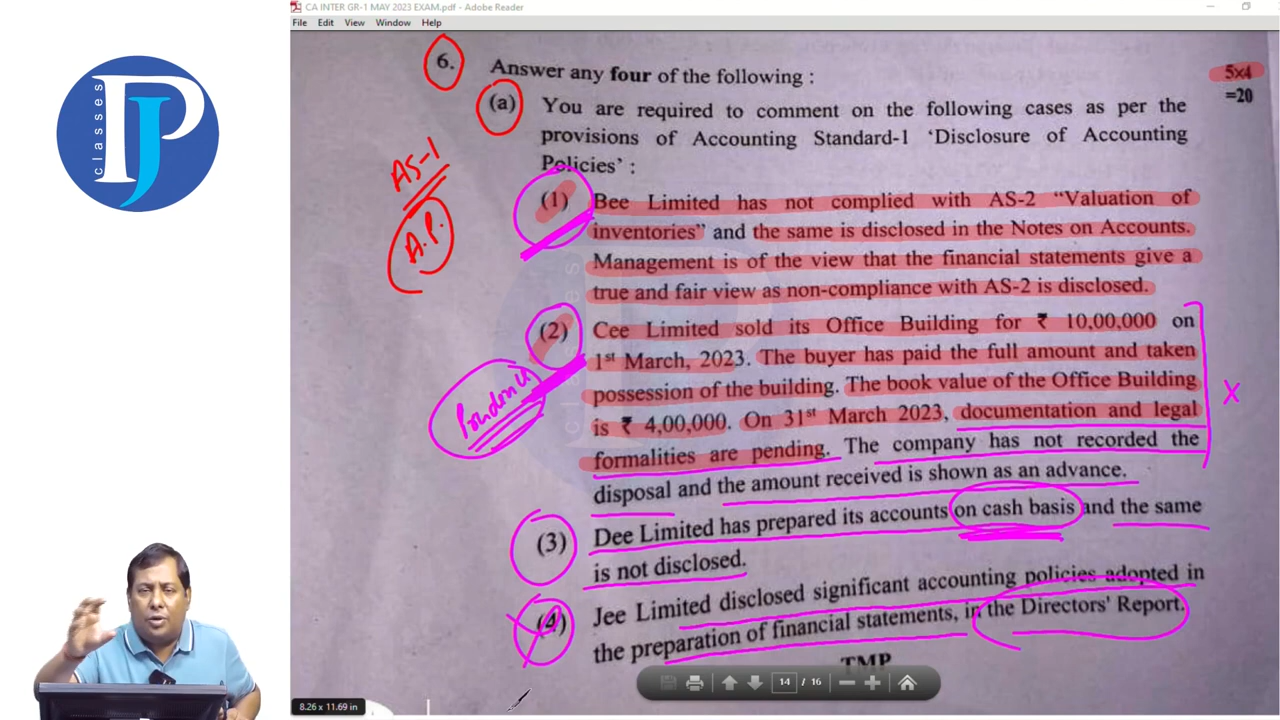 CA INTER GR-1 MAY 2023 EXAM.pdf - Adobe Reader
File Edit View Window Help
classes
PJ
6. Answer any four of the following : 5×4
=20
(a) You are required to comment on the following cases as per the
provisions of Accounting Standard-1 ‘Disclosure of Accounting
Policies’ :
AS-1
A.P.
(1) Bee Limited has not complied with AS-2 “Valuation of
inventories” and the same is disclosed in the Notes on Accounts.
Management is of the view that the financial statements give a
true and fair view as non-compliance with AS-2 is disclosed.
(2) Cee Limited sold its Office Building for ₹ 10,00,000 on
1st March, 2023. The buyer has paid the full amount and taken
possession of the building. The book value of the Office Building
is ₹ 4,00,000. On 31st March 2023, documentation and legal
formalities are pending. The company has not recorded the
disposal and the amount received is shown as an advance.
X
(3) Dee Limited has prepared its accounts on cash basis and the same
is not disclosed.
(4) Jee Limited disclosed significant accounting policies adopted in
the preparation of financial statements, in the Directors' Report.
TMP
14 / 16
8.26 x 11.69 in